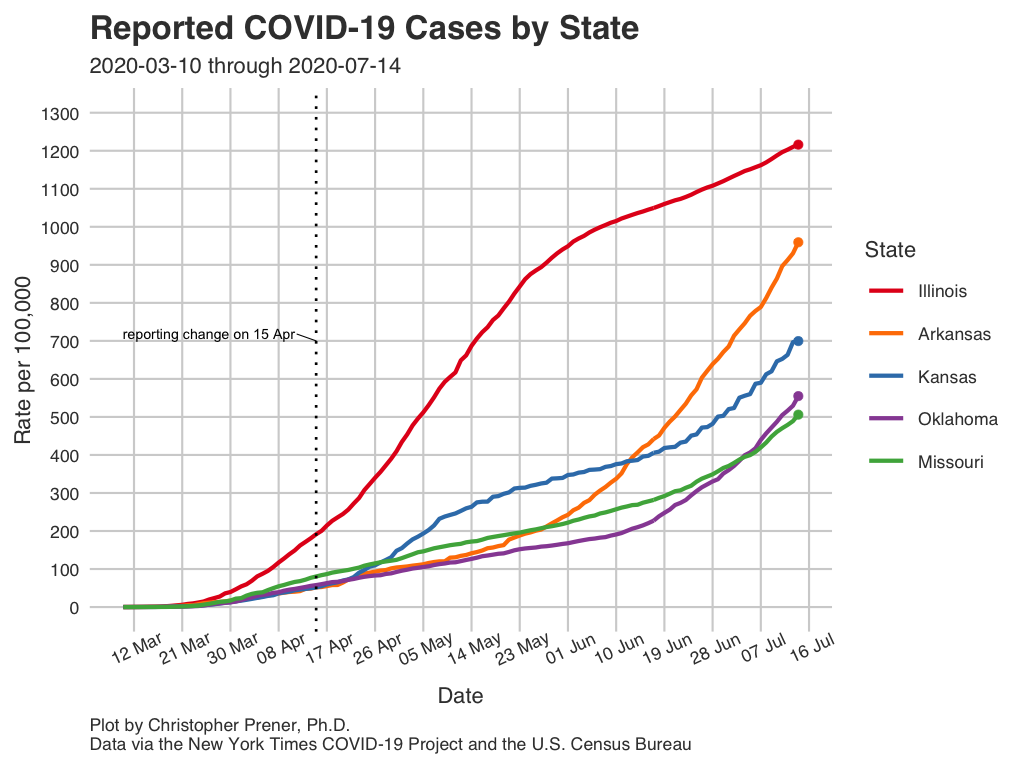 Reported COVID-19 Cases by State
2020-03-10 through 2020-07-14
1300
1200
1100
1000
900
800
700
600
500
400
300
200
100
0
Rate per 100,000
reporting change on 15 Apr
12 Mar
21 Mar
30 Mar
08 Apr
17 Apr
26 Apr
05 May
14 May
23 May
01 Jun
10 Jun
19 Jun
28 Jun
07 Jul
16 Jul
Date
State
Illinois
Arkansas
Kansas
Oklahoma
Missouri
Plot by Christopher Prener, Ph.D.
Data via the New York Times COVID-19 Project and the U.S. Census Bureau